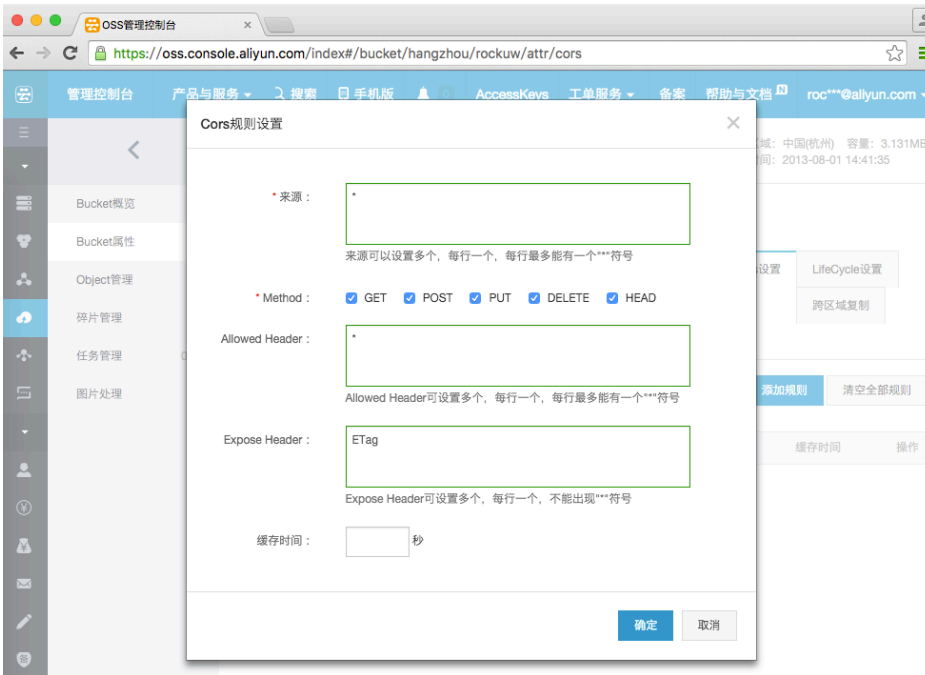 OSS管理控制台
https://oss.console.aliyun.com/index#/bucket/hangzhou/rockuw/attr/cors
管理控制台 产品与服务 搜索 手机版 0 AccessKeys 工单服务 备案 帮助与文档 N roc***@aliyun.com
Cors规则设置
域: 中国(杭州) 容量: 3.131MB
间: 2013-08-01 14:41:35
Bucket概览
Bucket属性
Object管理
碎片管理
任务管理 0
图片处理
* 来源 :
*
来源可以设置多个，每行一个，每行最多能有一个"*"符号
* Method : GET POST PUT DELETE HEAD
Allowed Header :
*
Allowed Header可设置多个，每行一个，每行最多能有一个"*"符号
Expose Header :
ETag
Expose Header可设置多个，每行一个，不能出现"*"符号
缓存时间 : 秒
确定 取消
设置 LifeCycle设置
跨区域复制
添加规则 清空全部规则
缓存时间 操作
备